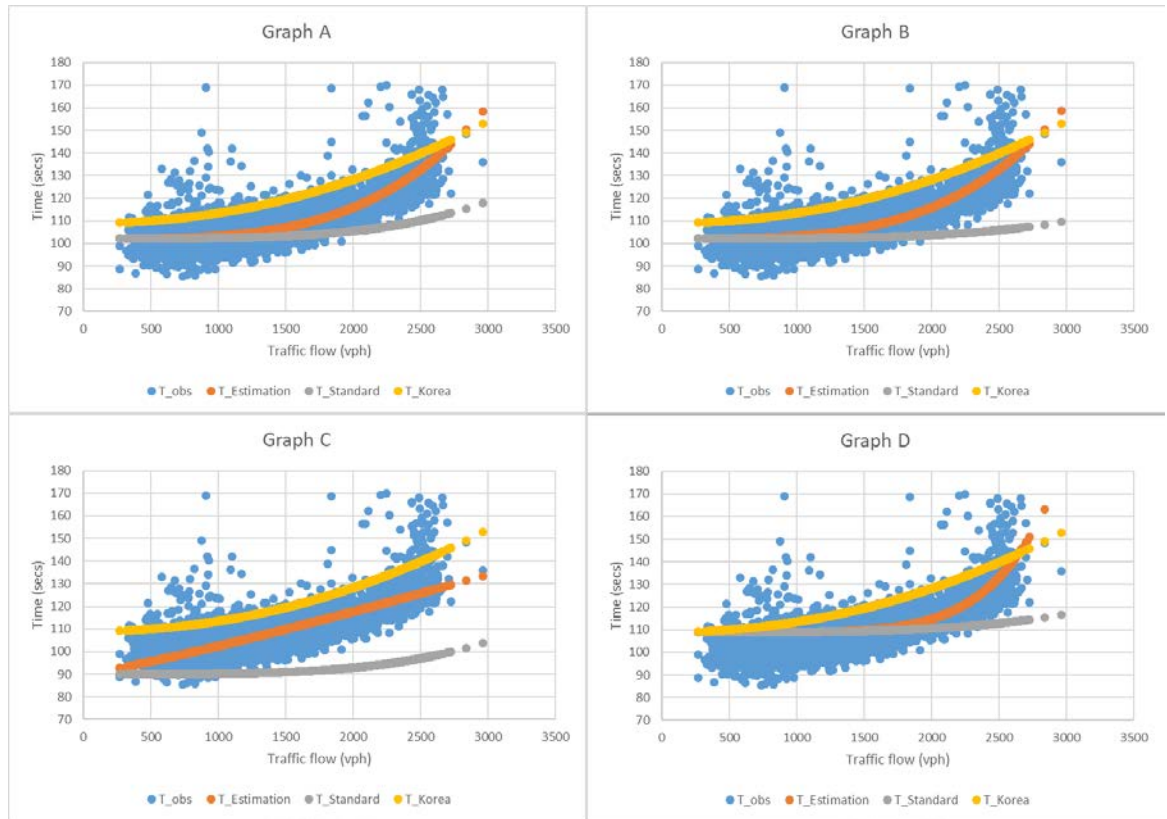 Graph A
180
170
160
150
140
130
120
110
100
90
80
70
Time (secs)
0 500 1000 1500 2000 2500 3000 3500
Traffic flow (vph)
T_obs T_Estimation T_Standard T_Korea
Graph B
180
170
160
150
140
130
120
110
100
90
80
70
Time (secs)
0 500 1000 1500 2000 2500 3000 3500
Traffic flow (vph)
T_obs T_Estimation T_Standard T_Korea
Graph C
180
170
160
150
140
130
120
110
100
90
80
70
Time (secs)
0 500 1000 1500 2000 2500 3000 3500
Traffic flow (vph)
T_obs T_Estimation T_Standard T_Korea
Graph D
180
170
160
150
140
130
120
110
100
90
80
70
Time (secs)
0 500 1000 1500 2000 2500 3000 3500
Traffic flow (vph)
T_obs T_Estimation T_Standard T_Korea